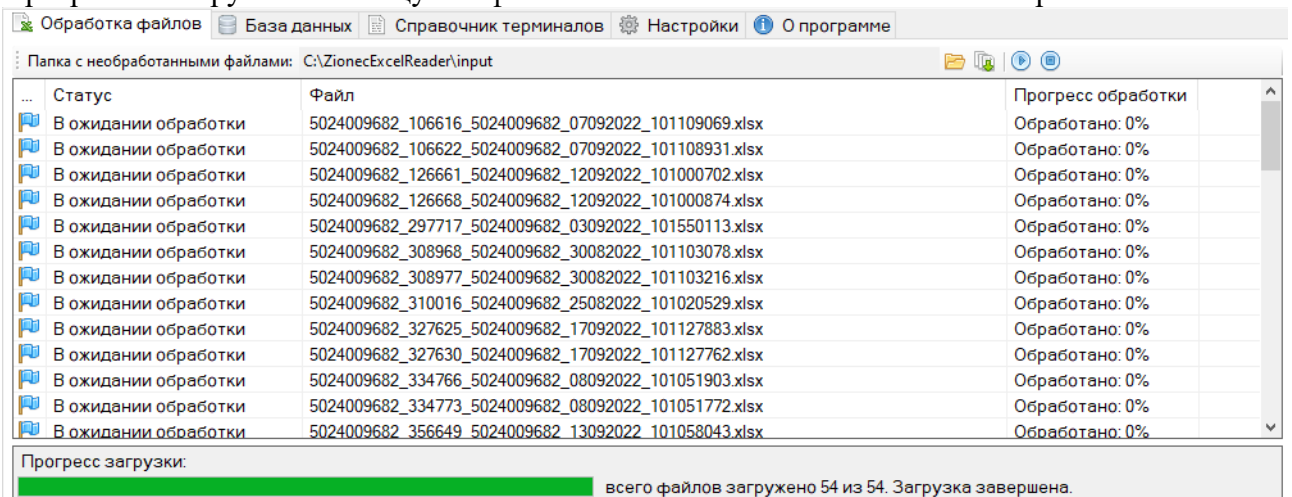 Обработка файлов База данных Справочник терминалов Настройки О программе
Папка с необработанными файлами: C:\ZionecExcelReader\input
... Статус Файл Прогресс обработки
В ожидании обработки 5024009682_106616_5024009682_07092022_101109069.xlsx Обработано: 0%
В ожидании обработки 5024009682_106622_5024009682_07092022_101108931.xlsx Обработано: 0%
В ожидании обработки 5024009682_126661_5024009682_12092022_101000702.xlsx Обработано: 0%
В ожидании обработки 5024009682_126668_5024009682_12092022_101000874.xlsx Обработано: 0%
В ожидании обработки 5024009682_297717_5024009682_03092022_101550113.xlsx Обработано: 0%
В ожидании обработки 5024009682_308968_5024009682_30082022_101103078.xlsx Обработано: 0%
В ожидании обработки 5024009682_308977_5024009682_30082022_101103216.xlsx Обработано: 0%
В ожидании обработки 5024009682_310016_5024009682_25082022_101020529.xlsx Обработано: 0%
В ожидании обработки 5024009682_327625_5024009682_17092022_101127883.xlsx Обработано: 0%
В ожидании обработки 5024009682_327630_5024009682_17092022_101127762.xlsx Обработано: 0%
В ожидании обработки 5024009682_334766_5024009682_08092022_101051903.xlsx Обработано: 0%
В ожидании обработки 5024009682_334773_5024009682_08092022_101051772.xlsx Обработано: 0%
В ожидании обработки 5024009682_356649_5024009682_13092022_101058043.xlsx Обработано: 0%
Прогресс загрузки:
всего файлов загружено 54 из 54. Загрузка завершена.